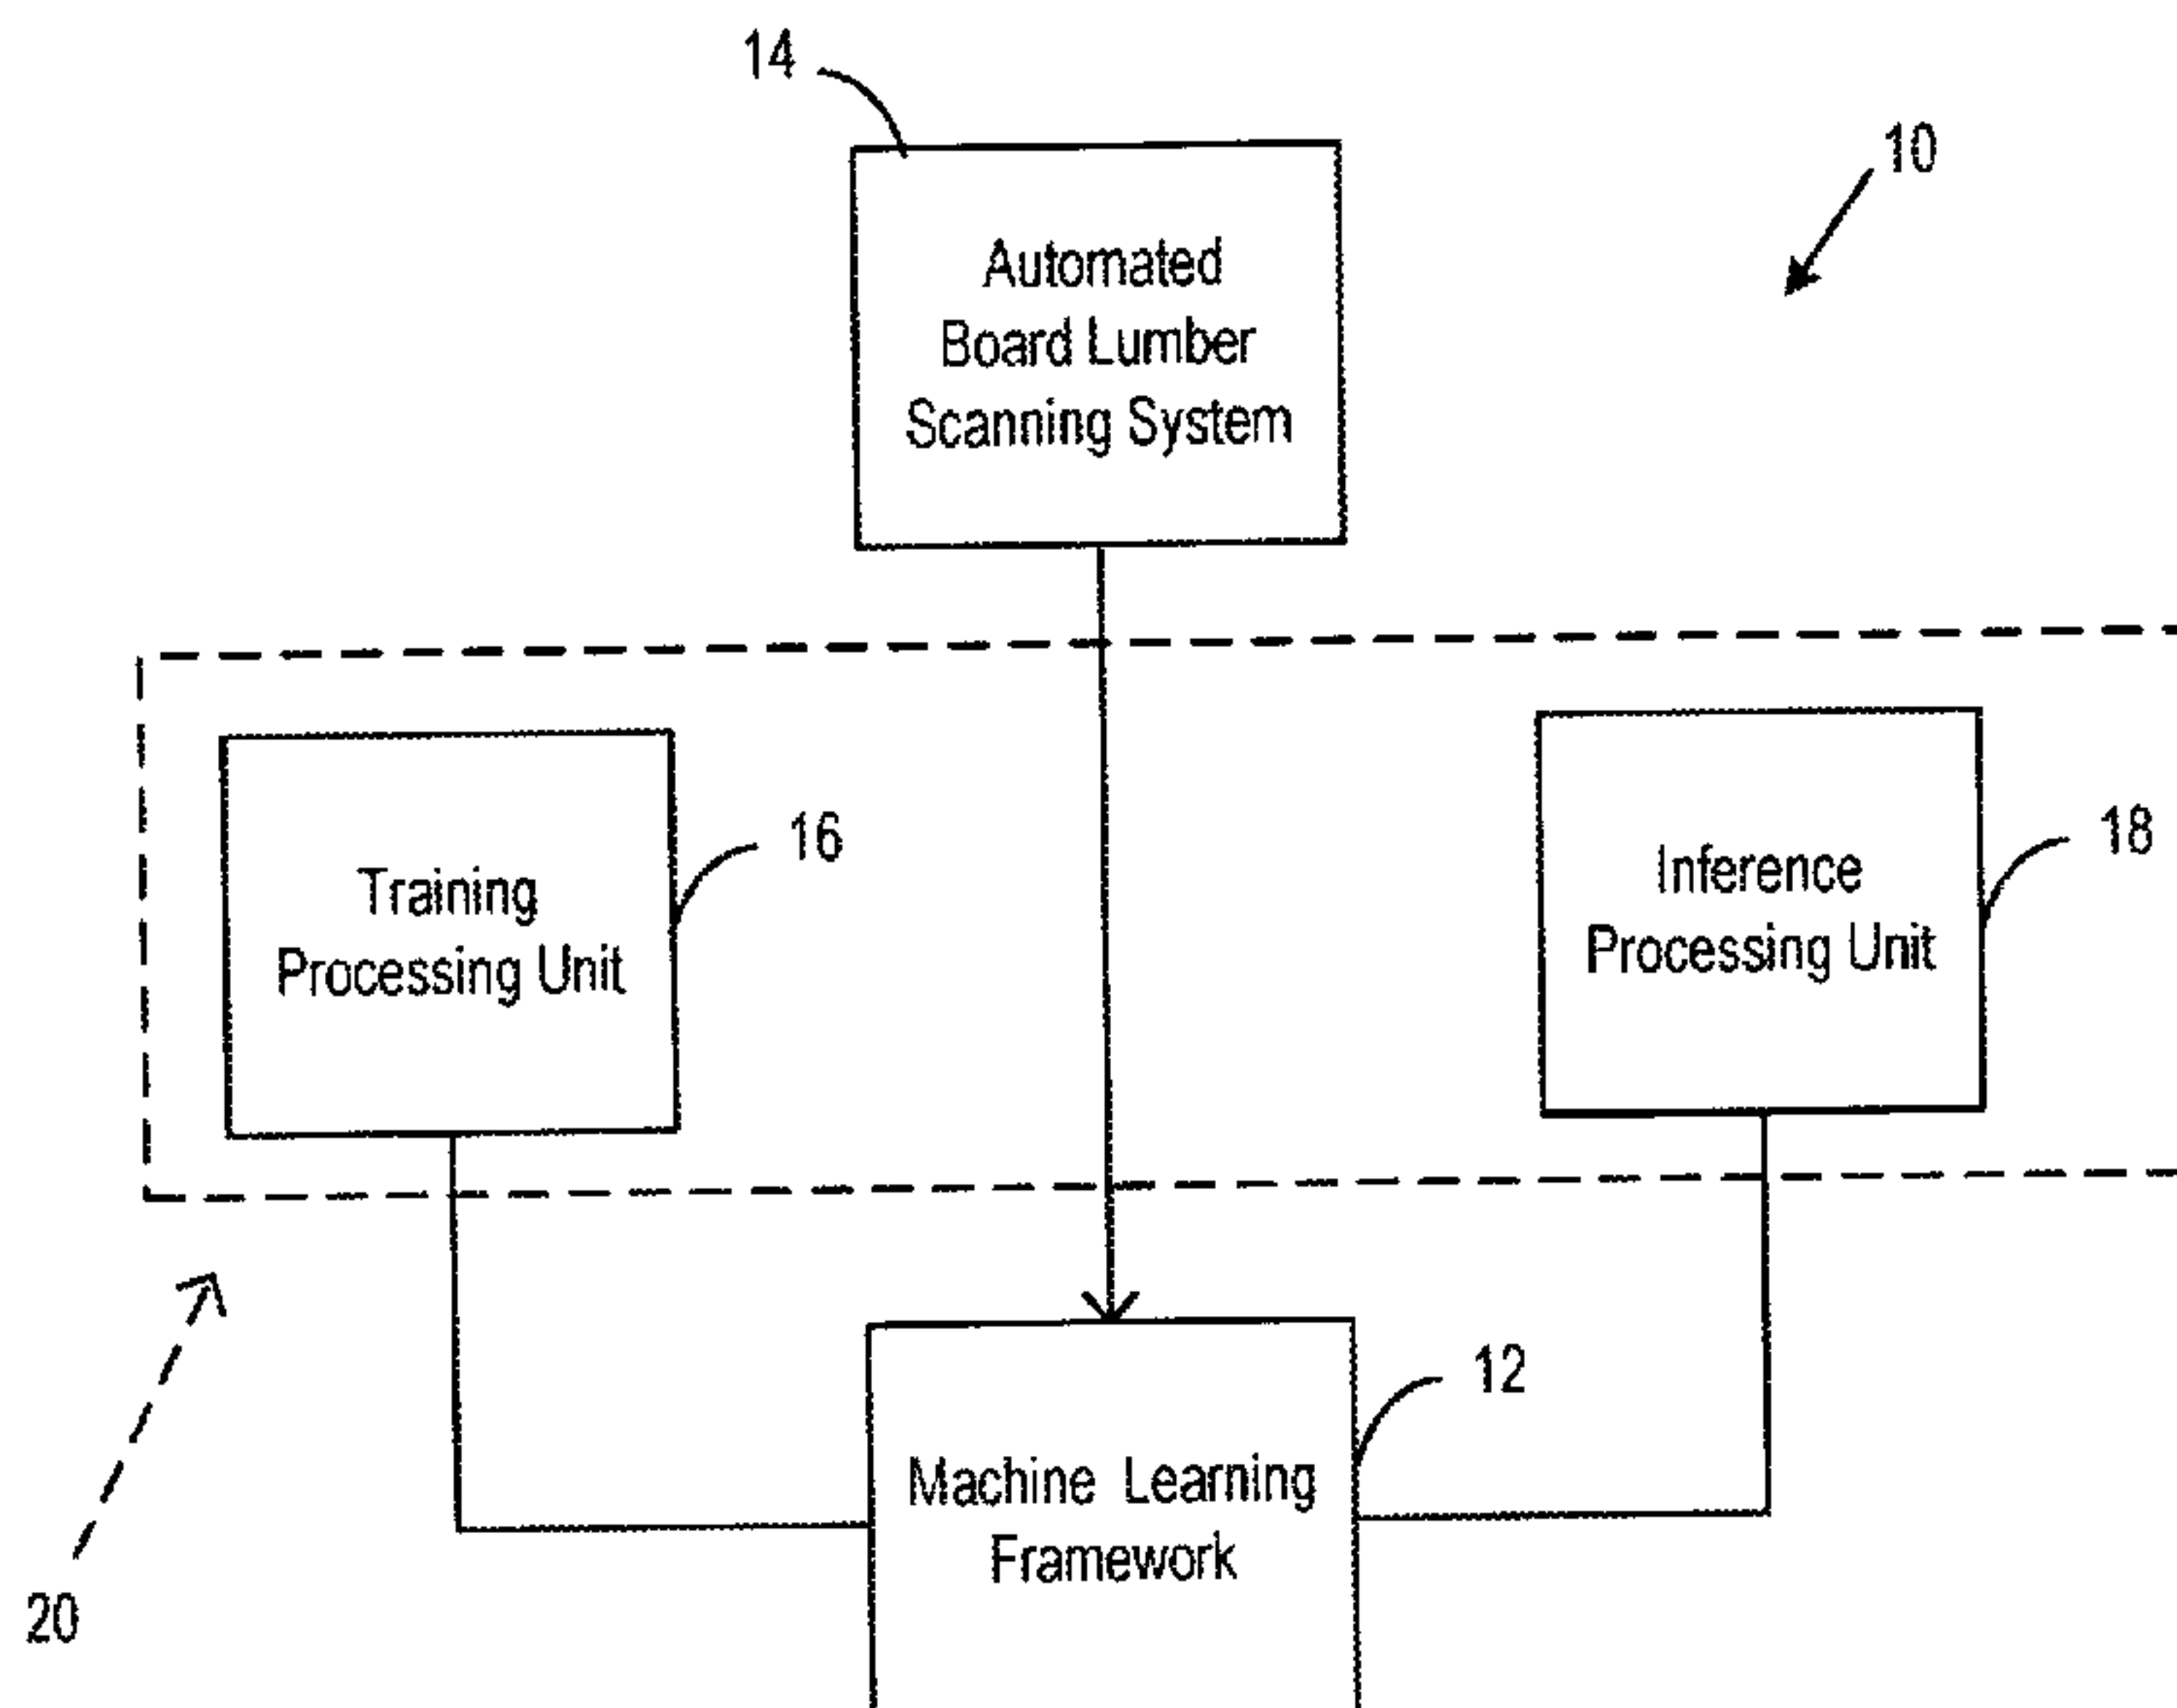 14
10
Automated
Board Lumber
Scanning System
16
18
Training
Processing Unit
Inference
Processing Unit
12
Machine Learning
Framework
20